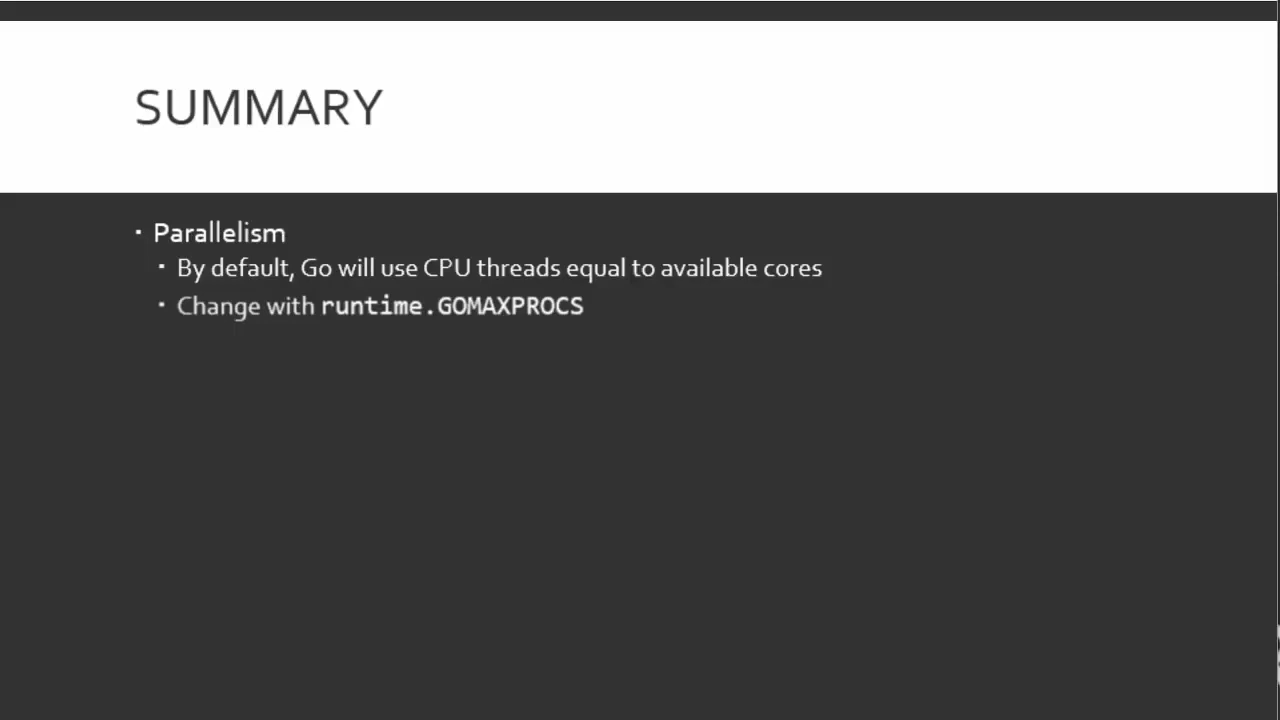 SUMMARY
▪ Parallelism
▪ By default, Go will use CPU threads equal to available cores
▪ Change with runtime.GOMAXPROCS